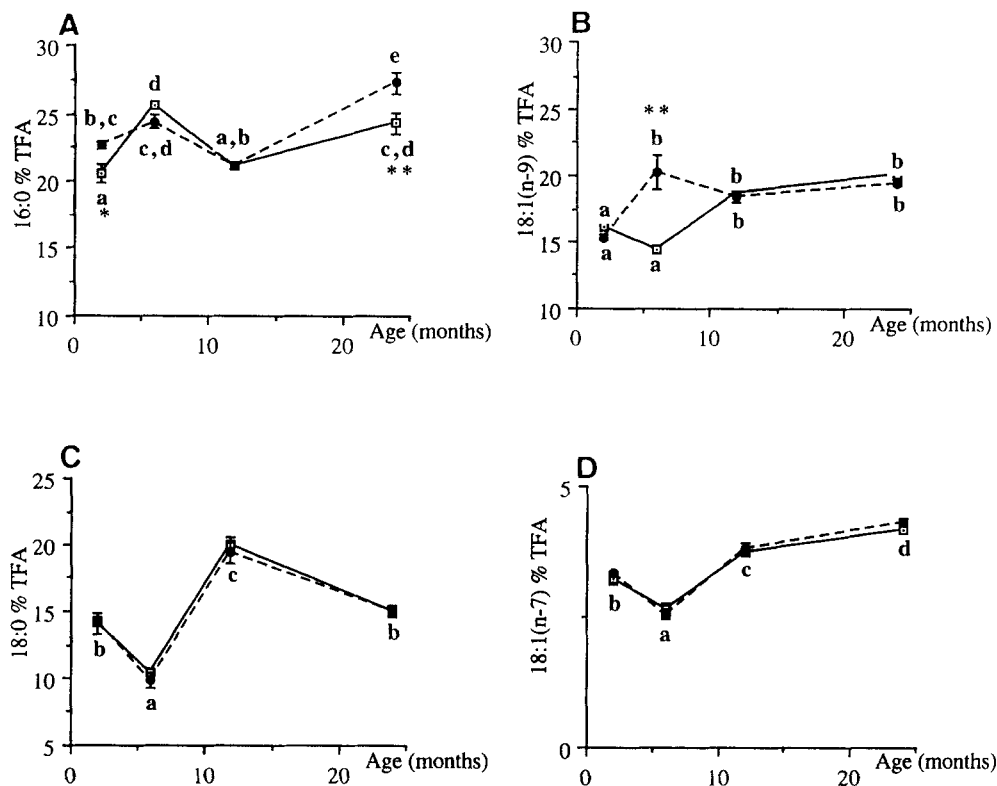 A
16:0 % TFA
30
25
20
15
10
b,c
a
*
d
c,d
a,b
e
c,d
**
0
10
20
Age (months)
B
18:1(n-9) % TFA
30
25
20
15
10
a
a
**
b
a
b
b
b
b
0
10
20
Age (months)
C
18:0 % TFA
25
20
15
10
5
b
a
c
b
0
10
20
Age (months)
D
18:1(n-7) % TFA
5
0
b
a
c
d
0
10
20
Age (months)